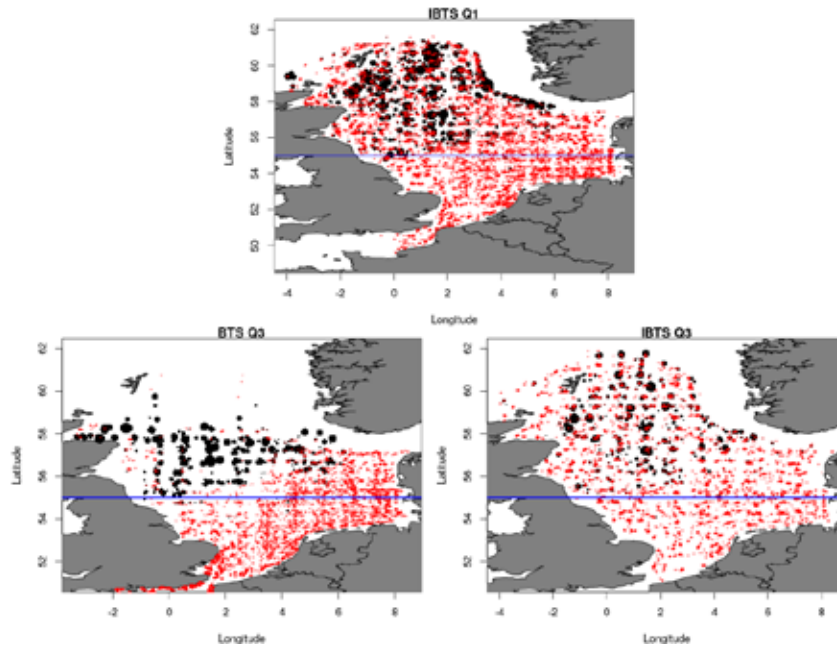 IBTS Q1
62
60
58
56
54
52
50
Latitude
-4 -2 0 2 4 6 8
Longitude
BTS Q3 IBTS Q3
62 62
60 60
58 58
56 56
54 54
52 52
Latitude Latitude
-2 0 2 4 6 8 -4 -2 0 2 4 6 8
Longitude Longitude